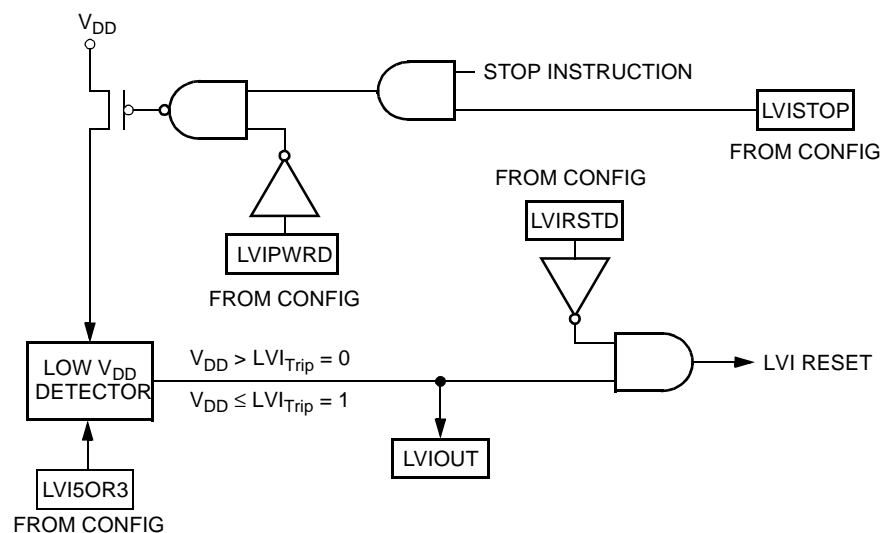 VDD
STOP INSTRUCTION
LVISTOP
FROM CONFIG
FROM CONFIG
LVIRSTD
LVIPWRD
FROM CONFIG
LOW VDD
DETECTOR
VDD > LVITrip = 0
VDD ≤ LVITrip = 1
LVI RESET
LVIOUT
LVI5OR3
FROM CONFIG